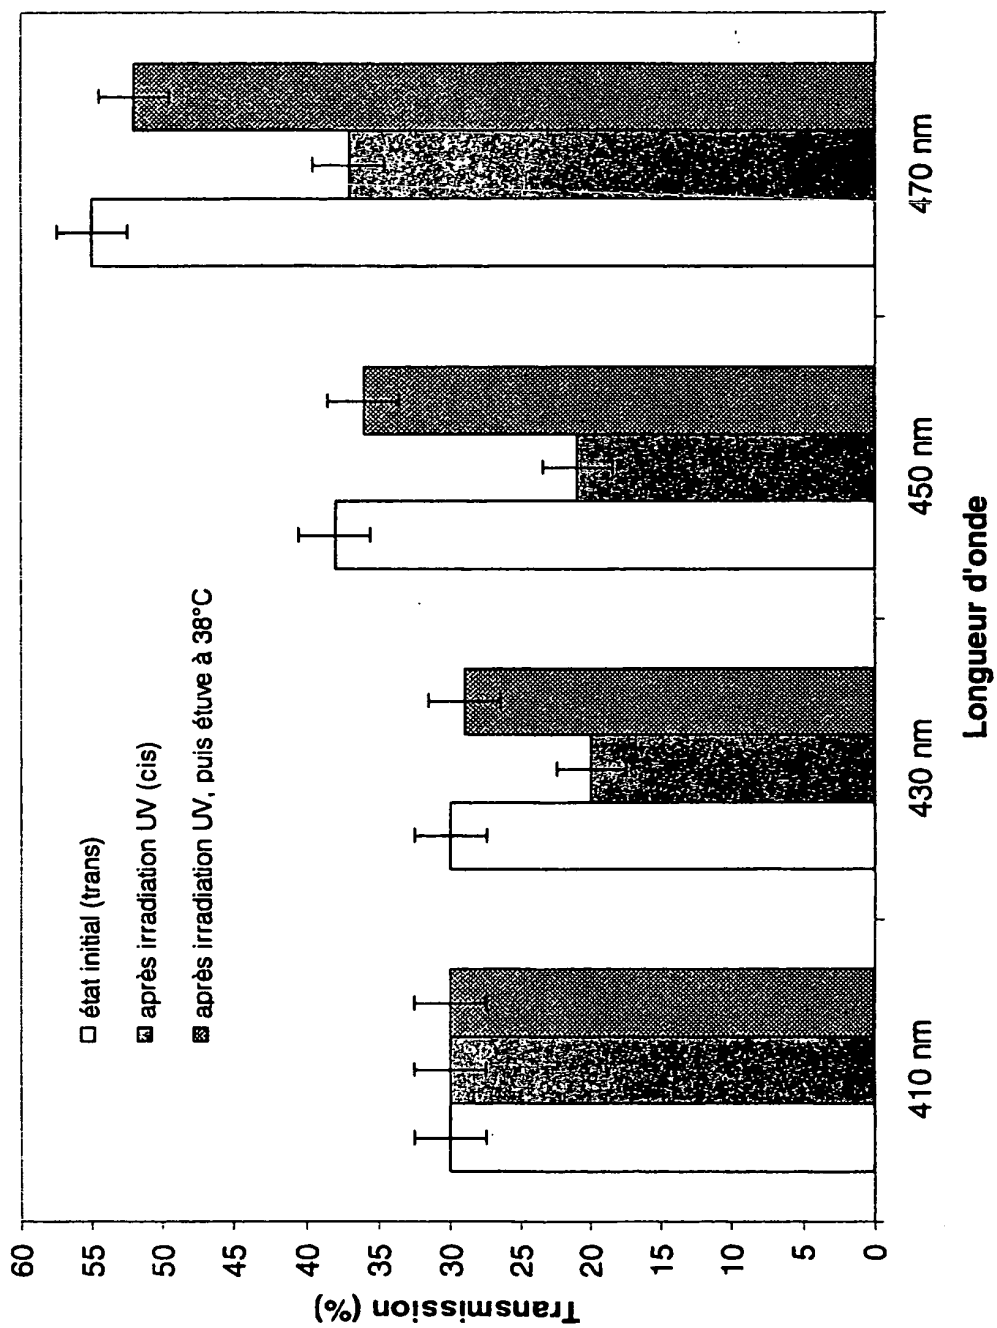 Transmission (%)
60
55
50
45
40
35
30
25
20
15
10
5
0
état initial (trans)
après irradiation UV (cis)
après irradiation UV, puis étuve à 38°C
410 nm
430 nm
450 nm
470 nm
Longueur d'onde